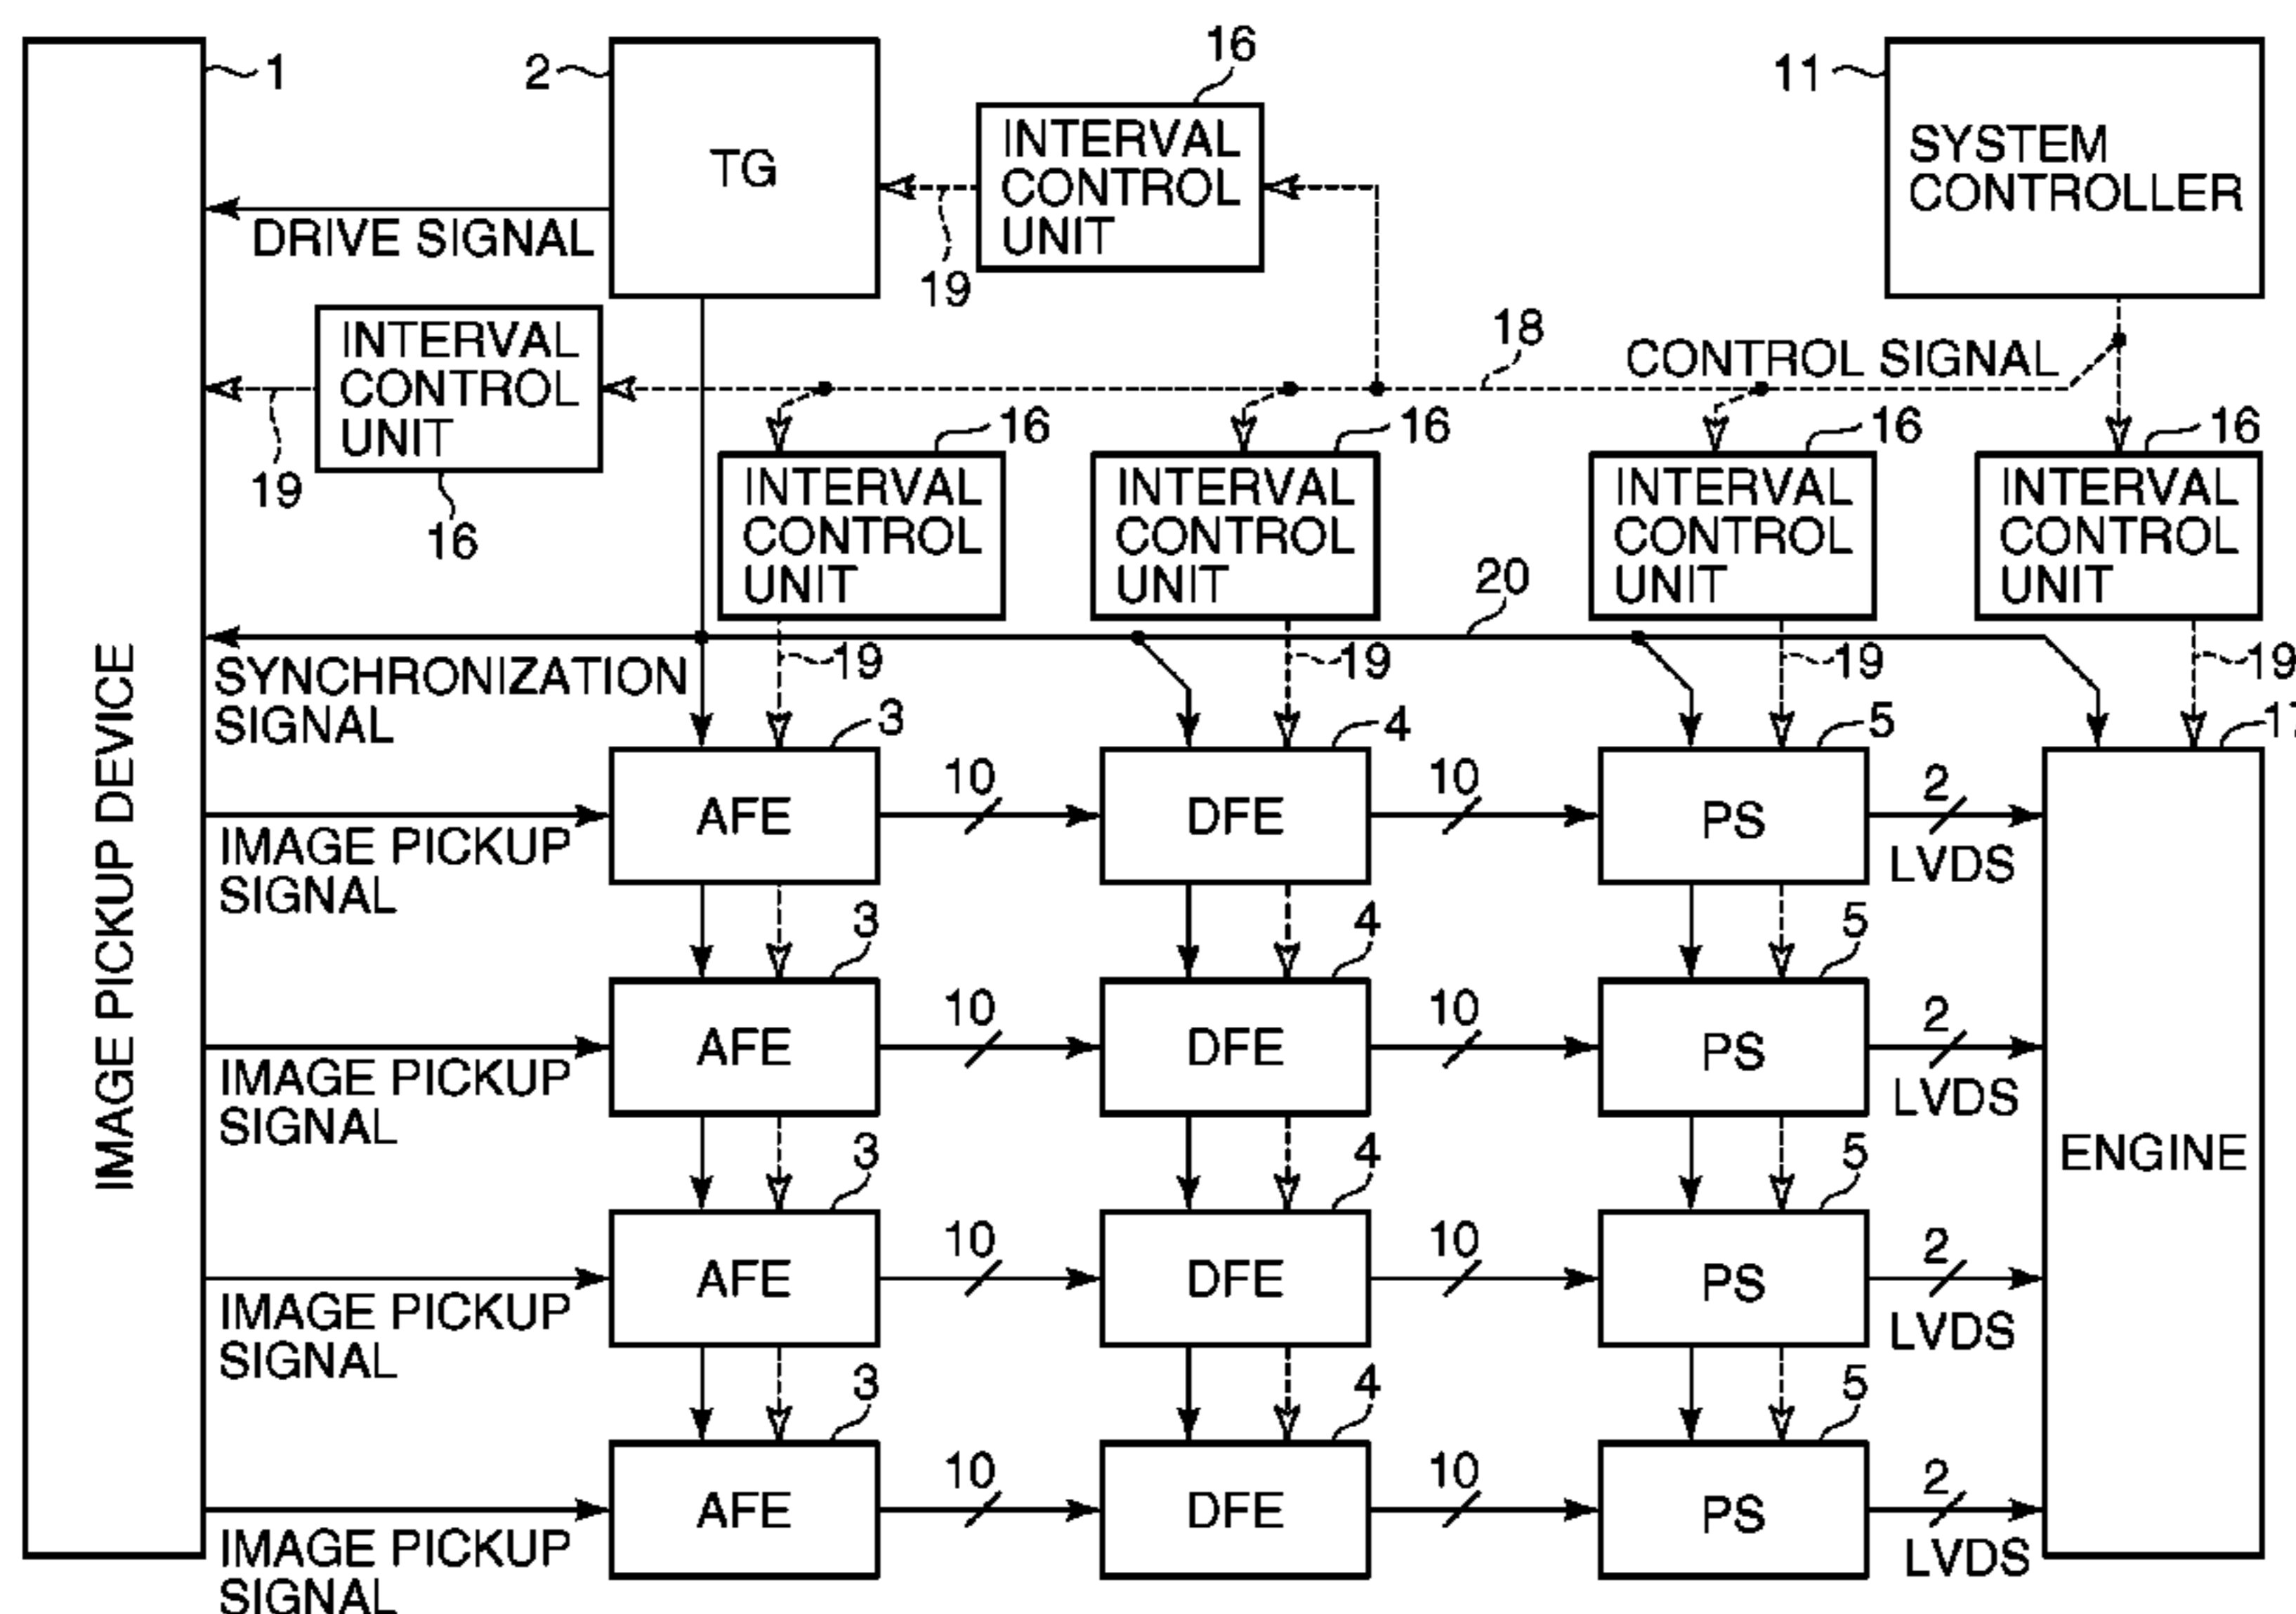 1
2
16
11
TG
INTERVAL
CONTROL
UNIT
SYSTEM
CONTROLLER
DRIVE SIGNAL
19
INTERVAL
CONTROL
UNIT
18
CONTROL SIGNAL
19
16
16
16
16
16
INTERVAL
CONTROL
UNIT
INTERVAL
CONTROL
UNIT
INTERVAL
CONTROL
UNIT
INTERVAL
CONTROL
UNIT
20
IMAGE PICKUP DEVICE
SYNCHRONIZATION
SIGNAL
19
19
19
19
3
4
5
AFE
10
DFE
10
PS
2
LVDS
IMAGE PICKUP
SIGNAL
3
4
5
AFE
10
DFE
10
PS
2
LVDS
IMAGE PICKUP
SIGNAL
ENGINE
3
4
5
AFE
10
DFE
10
PS
2
LVDS
IMAGE PICKUP
SIGNAL
3
4
5
AFE
10
DFE
10
PS
2
LVDS
IMAGE PICKUP
SIGNAL